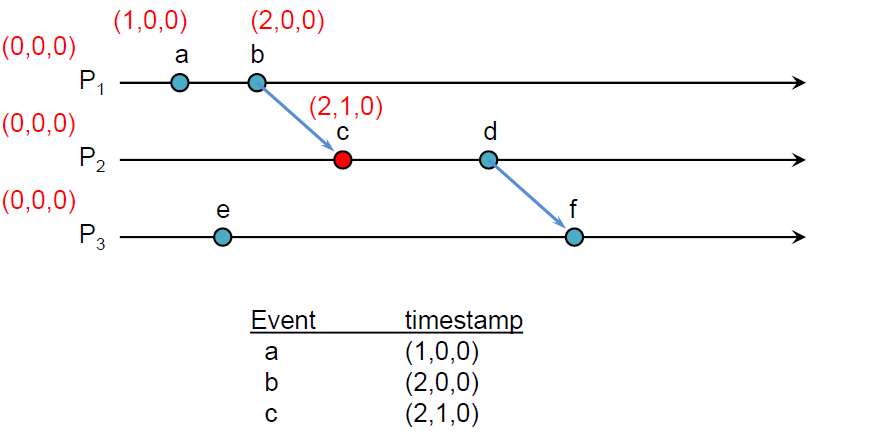 (1,0,0) (2,0,0)
(0,0,0) a b
P1
(2,1,0)
(0,0,0) c d
P2
(0,0,0) e f
P3
Event timestamp
a (1,0,0)
b (2,0,0)
c (2,1,0)